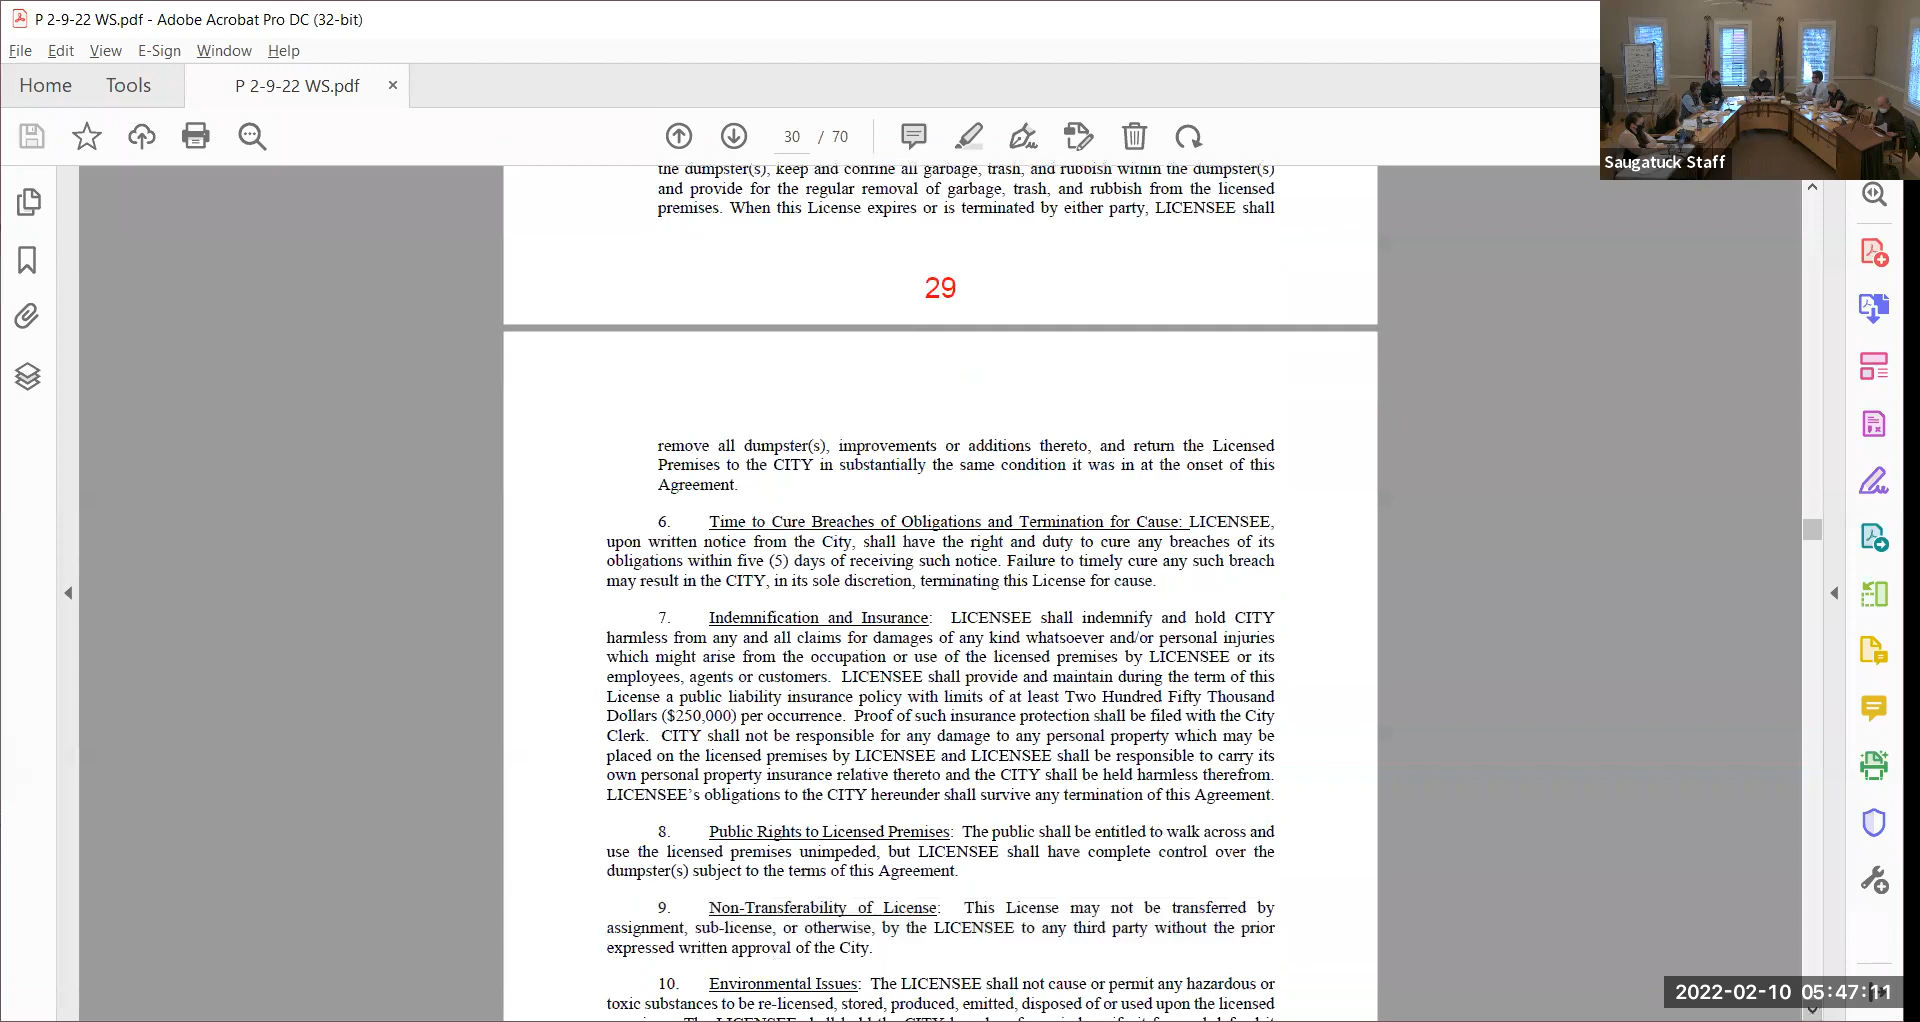 P 2-9-22 WS.pdf - Adobe Acrobat Pro DC (32-bit)
File Edit View E-Sign Window Help
Home Tools P 2-9-22 WS.pdf ×
30 / 70
Saugatuck Staff
the dumpster(s), keep and confine all garbage, trash, and rubbish within the dumpster(s)
and provide for the regular removal of garbage, trash, and rubbish from the licensed
premises. When this License expires or is terminated by either party, LICENSEE shall
29
remove all dumpster(s), improvements or additions thereto, and return the Licensed
Premises to the CITY in substantially the same condition it was in at the onset of this
Agreement.
6. Time to Cure Breaches of Obligations and Termination for Cause: LICENSEE,
upon written notice from the City, shall have the right and duty to cure any breaches of its
obligations within five (5) days of receiving such notice. Failure to timely cure any such breach
may result in the CITY, in its sole discretion, terminating this License for cause.
7. Indemnification and Insurance: LICENSEE shall indemnify and hold CITY
harmless from any and all claims for damages of any kind whatsoever and/or personal injuries
which might arise from the occupation or use of the licensed premises by LICENSEE or its
employees, agents or customers. LICENSEE shall provide and maintain during the term of this
License a public liability insurance policy with limits of at least Two Hundred Fifty Thousand
Dollars ($250,000) per occurrence. Proof of such insurance protection shall be filed with the City
Clerk. CITY shall not be responsible for any damage to any personal property which may be
placed on the licensed premises by LICENSEE and LICENSEE shall be responsible to carry its
own personal property insurance relative thereto and the CITY shall be held harmless therefrom.
LICENSEE's obligations to the CITY hereunder shall survive any termination of this Agreement.
8. Public Rights to Licensed Premises: The public shall be entitled to walk across and
use the licensed premises unimpeded, but LICENSEE shall have complete control over the
dumpster(s) subject to the terms of this Agreement.
9. Non-Transferability of License: This License may not be transferred by
assignment, sub-license, or otherwise, by the LICENSEE to any third party without the prior
expressed written approval of the City.
10. Environmental Issues: The LICENSEE shall not cause or permit any hazardous or
toxic substances to be re-licensed, stored, produced, emitted, disposed of or used upon the licensed
2022-02-10 05:47:11